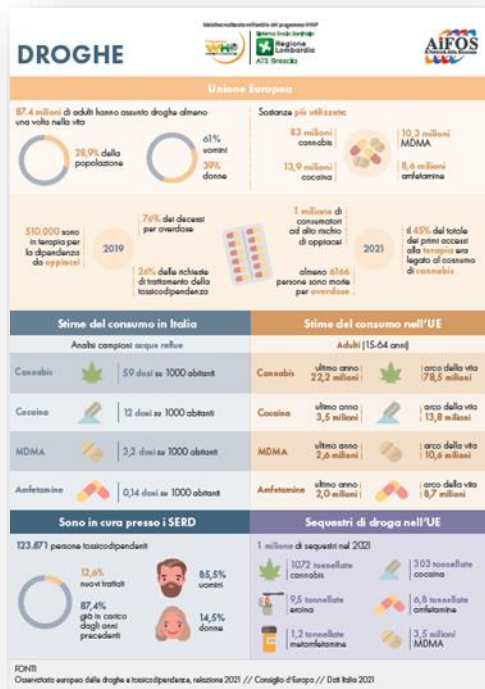 DROGHE
WHP
Sistema Socio Sanitario
Regione
Lombardia
ATS Brescia
AiFOS
Unione Europea
87,4 milioni di adulti hanno assunto droghe almeno
una volta nella vita
28,9% della
popolazione
61%
uomini
39%
donne
Sostanze più utilizzate:
83 milioni
cannabis
10,3 milioni
MDMA
13,9 milioni
cocaina
8,6 milioni
amfetamine
510.000 sono
in terapia per
la dipendenza
da oppiacei
2019
76% dei decessi
per overdose
26% delle richieste
di trattamento della
tossicodipendenza
1 milione di
consumatori
ad alto rischio
di oppiacei
almeno 6166
persone sono morte
per overdose
2021
Il 45% del totale
dei primi accessi
alla terapia era
legato al consumo
di cannabis
Stime del consumo in Italia
Analisi campioni acque reflue
Cannabis
59 dosi su 1000 abitanti
Cocaina
12 dosi su 1000 abitanti
MDMA
3,2 dosi su 1000 abitanti
Amfetamine
0,14 dosi su 1000 abitanti
Stime del consumo nell'UE
Adulti (15-64 anni)
Cannabis
ultimo anno
22,2 milioni
arco della vita
78,5 milioni
Cocaina
ultimo anno
3,5 milioni
arco della vita
13,8 milioni
MDMA
ultimo anno
2,6 milioni
arco della vita
10,6 milioni
Amfetamine
ultimo anno
2,0 milioni
arco della vita
8,7 milioni
Sono in cura presso i SERD
123.871 persone tossicodipendenti
12,6%
nuovi trattati
87,4%
già in carico
dagli anni
precedenti
85,5%
uomini
14,5%
donne
Sequestri di droga nell'UE
1 milione di sequestri nel 2021
1072 tonnellate
cannabis
303 tonnellate
cocaina
9,5 tonnellate
eroina
6,8 tonnellate
amfetamine
1,2 tonnellate
metamfetamine
3,5 milioni
MDMA
FONTI
Osservatorio europeo delle droghe e tossicodipendenze, relazione 2021 // Consiglio d'Europa // Dati Italia 2021